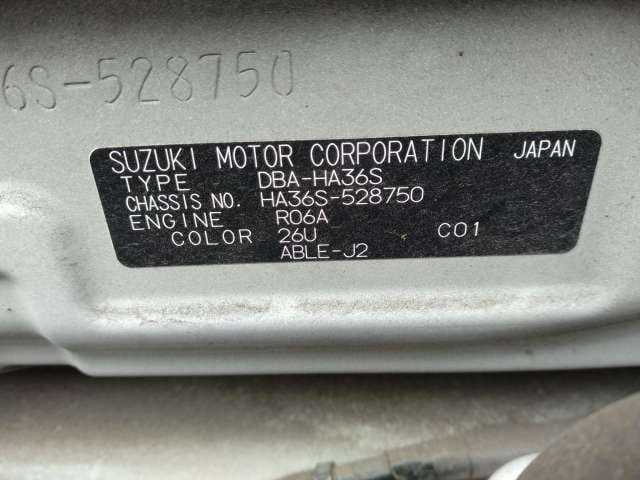 6S-528750
SUZUKI MOTOR CORPORATION JAPAN
TYPE DBA-HA36S
CHASSIS NO. HA36S-528750
ENGINE R06A
COLOR 26U C01
ABLE-J2